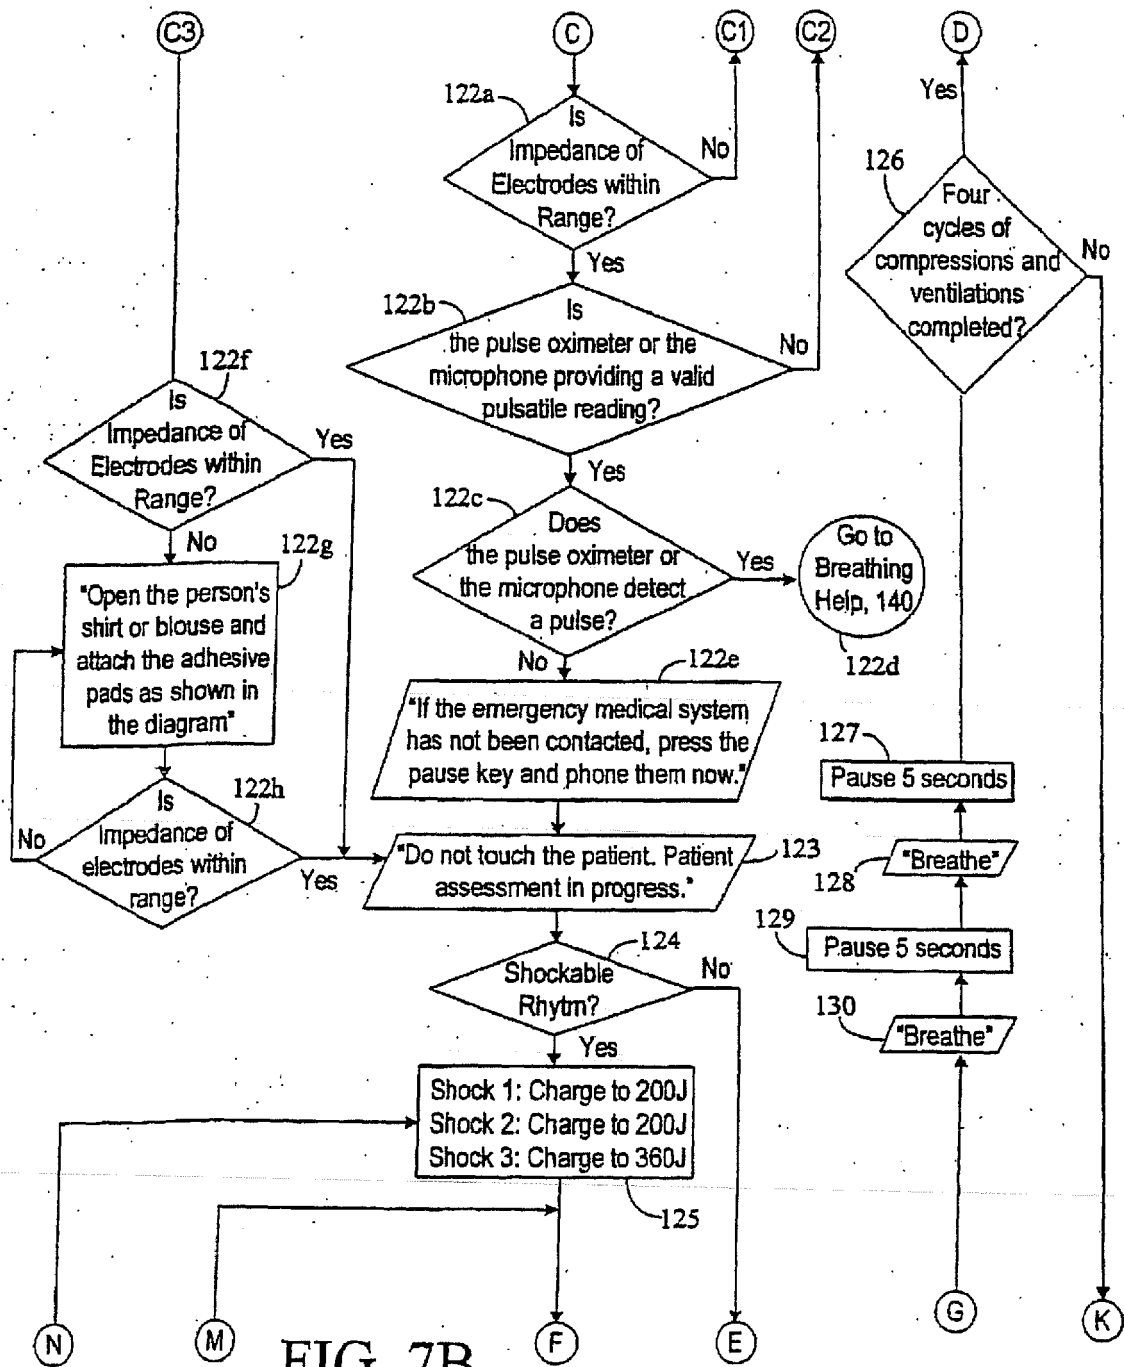 C3
C
C1
C2
D
122a
Is
Impedance of
Electrodes within
Range?
No
Yes
Yes
126
Four
cycles of
compressions and
ventilations
completed?
No
122b
Is
the pulse oximeter or the
microphone providing a valid
pulsatile reading?
No
Yes
122f
Is
Impedance of
Electrodes within
Range?
Yes
No
122c
Does
the pulse oximeter or
the microphone detect
a pulse?
Yes
No
Go to
Breathing
Help, 140
122d
122g
"Open the person's
shirt or blouse and
attach the adhesive
pads as shown in
the diagram"
122e
"If the emergency medical system
has not been contacted, press the
pause key and phone them now."
127
Pause 5 seconds
122h
Is
Impedance of
electrodes within
range?
No
Yes
"Do not touch the patient. Patient
assessment in progress."
123
"Breathe"
128
129
Pause 5 seconds
124
Shockable
Rhytm?
No
Yes
130
"Breathe"
Shock 1: Charge to 200J
Shock 2: Charge to 200J
Shock 3: Charge to 360J
125
N
M
F
E
G
K
FIG. 7B